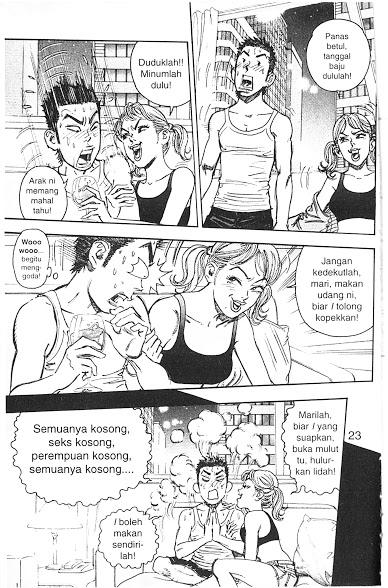 Duduklah!!
Minumlah
dulu!
Panas
betul,
tanggal
baju
dululah!
Arak ni
memang
mahal
tahu!
Wooo
wooo...
begitu
meng-
goda!
Jangan
kedekutlah,
mari, makan
udang ni,
biar I tolong
kopekkan!
Semuanya kosong,
seks kosong,
perempuan kosong,
semuanya kosong....
Marilah,
biar I yang
suapkan,
buka mulut
tu, hulur-
kan lidah!
23
I boleh
makan
sendiri-
lah!